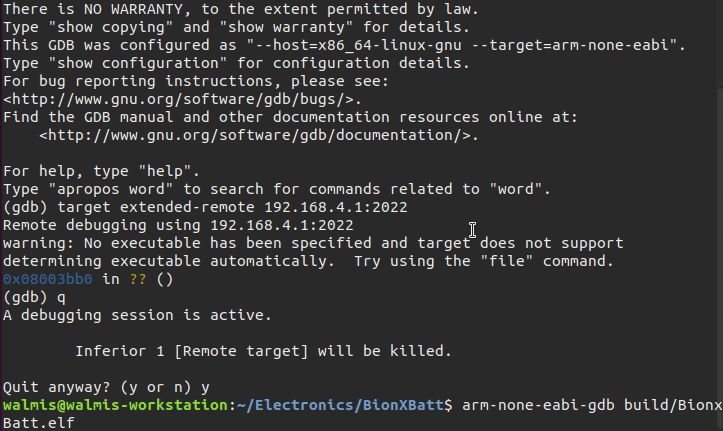 There is NO WARRANTY, to the extent permitted by law.
Type "show copying" and "show warranty" for details.
This GDB was configured as "--host=x86_64-linux-gnu --target=arm-none-eabi".
Type "show configuration" for configuration details.
For bug reporting instructions, please see:
<http://www.gnu.org/software/gdb/bugs/>.
Find the GDB manual and other documentation resources online at:
    <http://www.gnu.org/software/gdb/documentation/>.

For help, type "help".
Type "apropos word" to search for commands related to "word".
(gdb) target extended-remote 192.168.4.1:2022
Remote debugging using 192.168.4.1:2022
warning: No executable has been specified and target does not support
determining executable automatically.  Try using the "file" command.
0x08003bb0 in ?? ()
(gdb) q
A debugging session is active.

        Inferior 1 [Remote target] will be killed.

Quit anyway? (y or n) y
walmis@walmis-workstation:~/Electronics/BionXBatt$ arm-none-eabi-gdb build/Bionx
Batt.elf